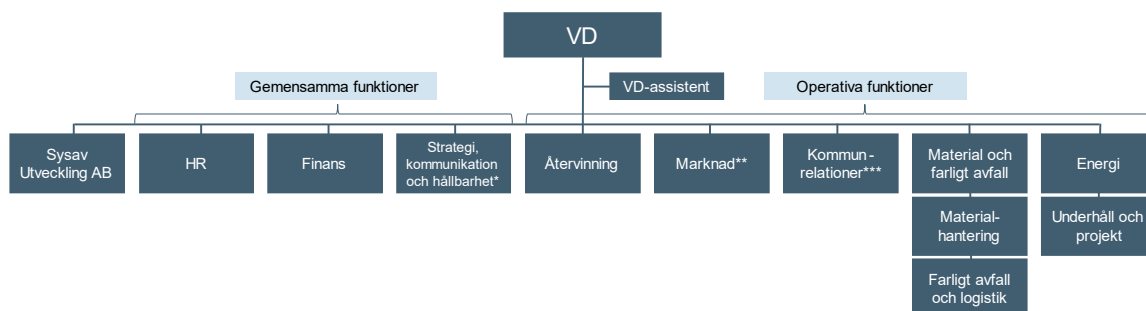 VD
VD-assistent
Gemensamma funktioner
Operativa funktioner
Sysav
Utveckling AB
HR
Finans
Strategi,
kommunikation
och hållbarhet*
Återvinning
Marknad**
Kommun-
relationer***
Material och
farligt avfall
Energi
Material-
hantering
Underhåll och
projekt
Farligt avfall
och logistik